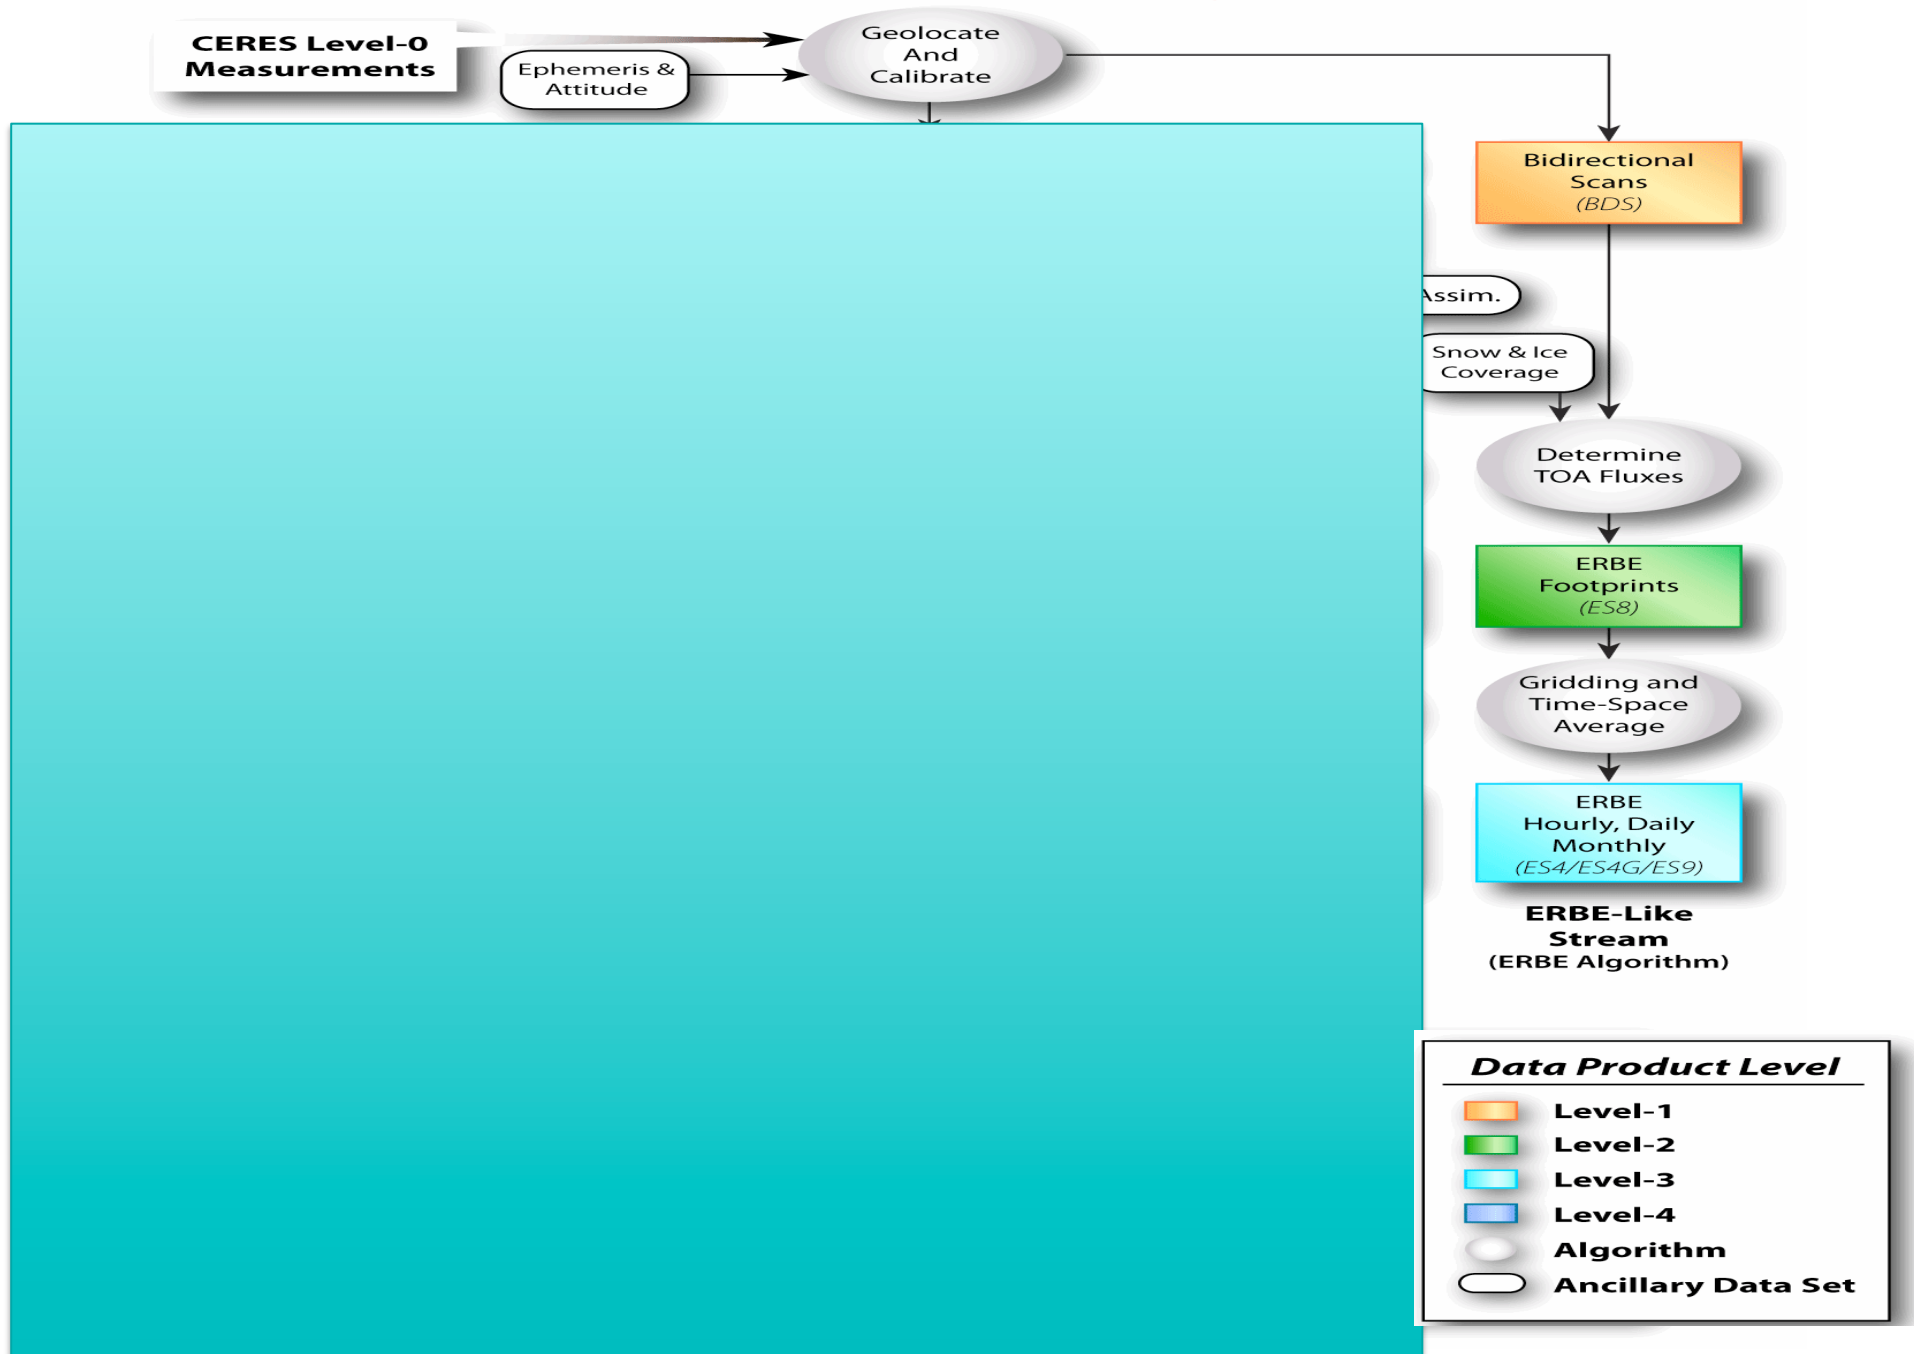 CERES Level-0
Measurements
Ephemeris &
Attitude
Geolocate
And
Calibrate
Bidirectional
Scans
(BDS)
Assim.
Snow & Ice
Coverage
Determine
TOA Fluxes
ERBE
Footprints
(ES8)
Gridding and
Time-Space
Average
ERBE
Hourly, Daily
Monthly
(ES4/ES4G/ES9)
ERBE-Like
Stream
(ERBE Algorithm)
Data Product Level
Level-1
Level-2
Level-3
Level-4
Algorithm
Ancillary Data Set